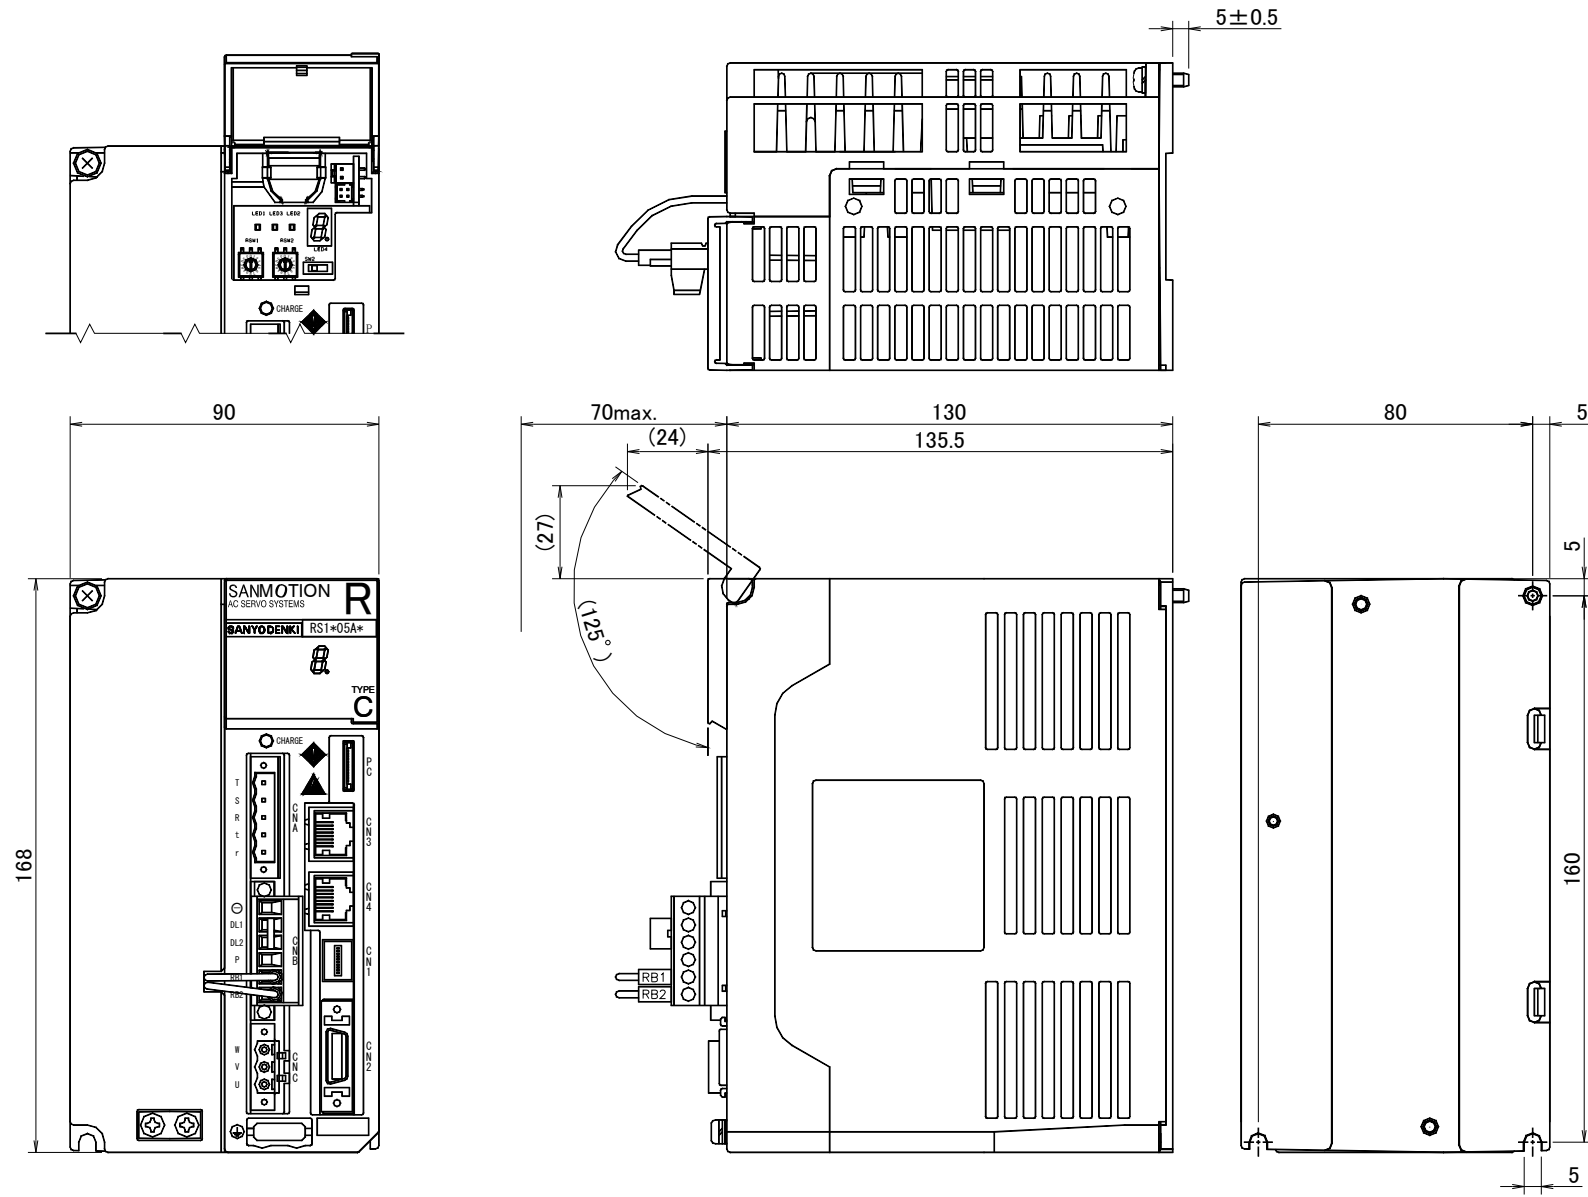 5±0.5
LED1 LED3 LED2
RSW1 RSW2
LED4
SW2
CHARGE
P
90
70max.
130
80
5
(24)
135.5
(27)
5
(125°)
SANMOTION R
AC SERVO SYSTEMS
SANYODENKI RS1*05A*
8.
TYPE
C
CHARGE
PC
T
S
R
t
r
CNA
CN3
168
160
CN4
⊖
DL1
DL2
P
RB1
RB2
CNB
CN1
RB1
RB2
W
V
U
CNC
CN2
5